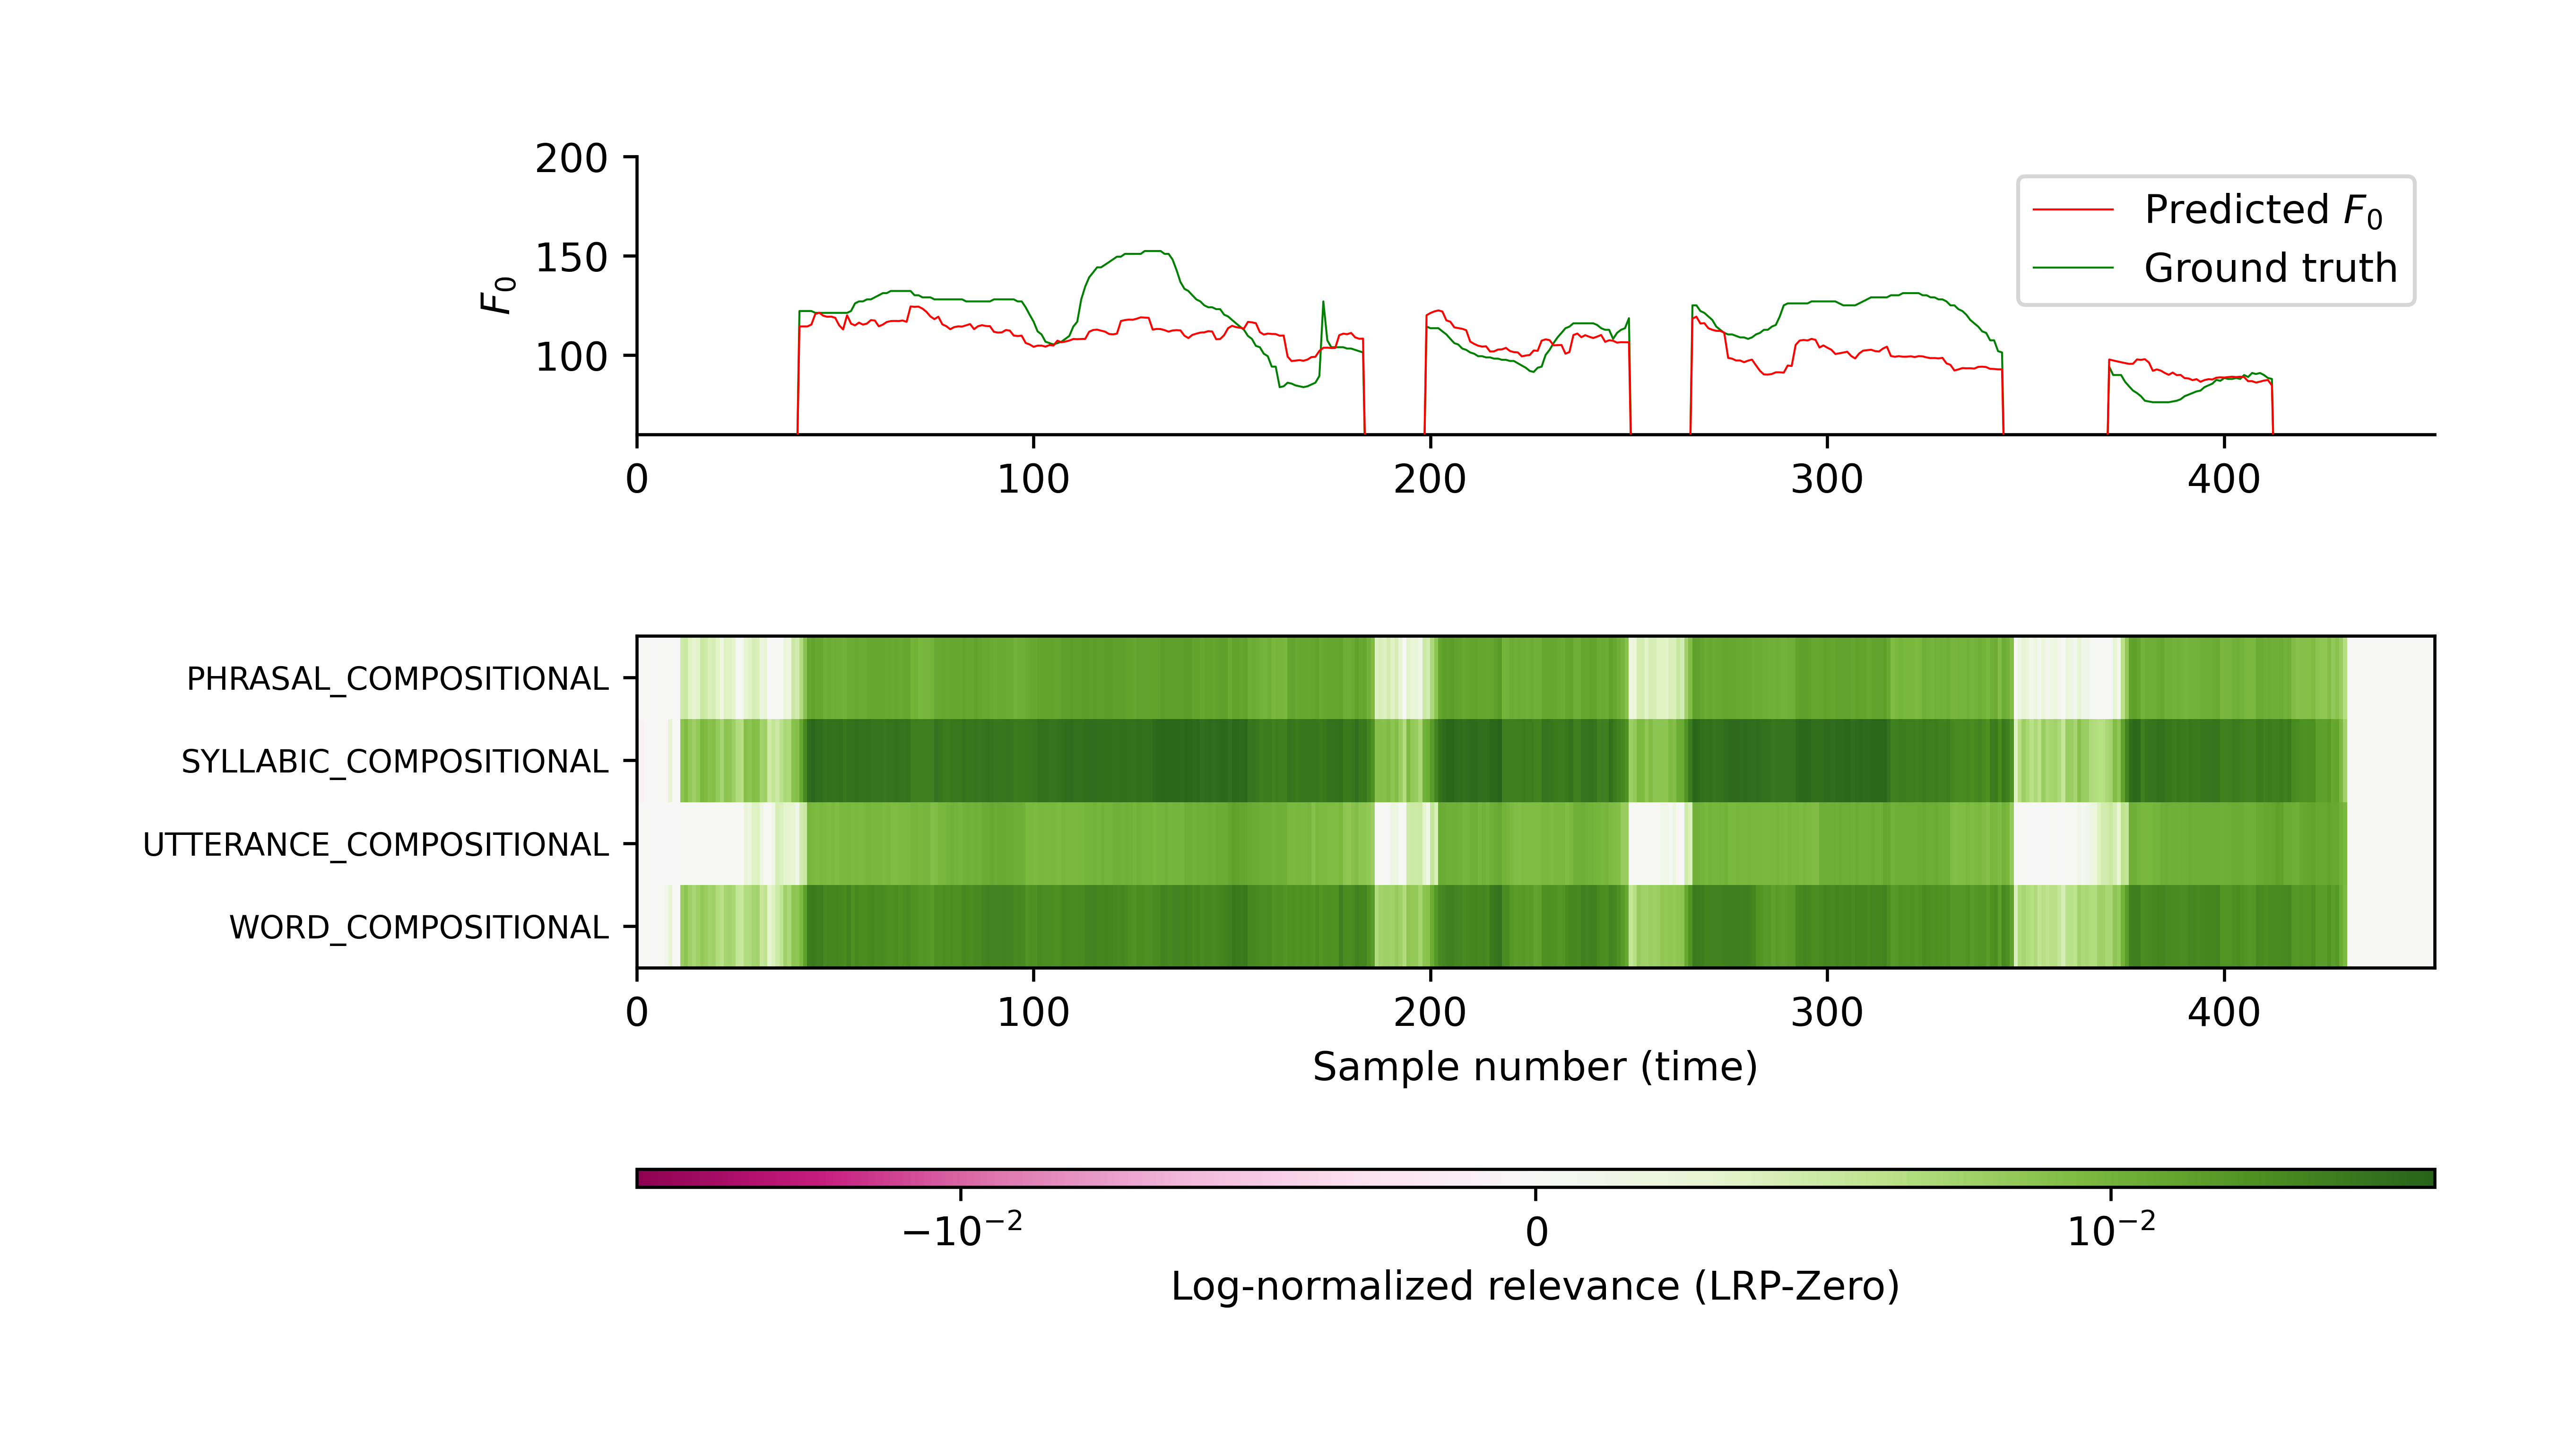 200
150
100
F₀
Predicted F₀
Ground truth
0 100 200 300 400
PHRASAL_COMPOSITIONAL
SYLLABIC_COMPOSITIONAL
UTTERANCE_COMPOSITIONAL
WORD_COMPOSITIONAL
0 100 200 300 400
Sample number (time)
−10⁻² 0 10⁻²
Log-normalized relevance (LRP-Zero)